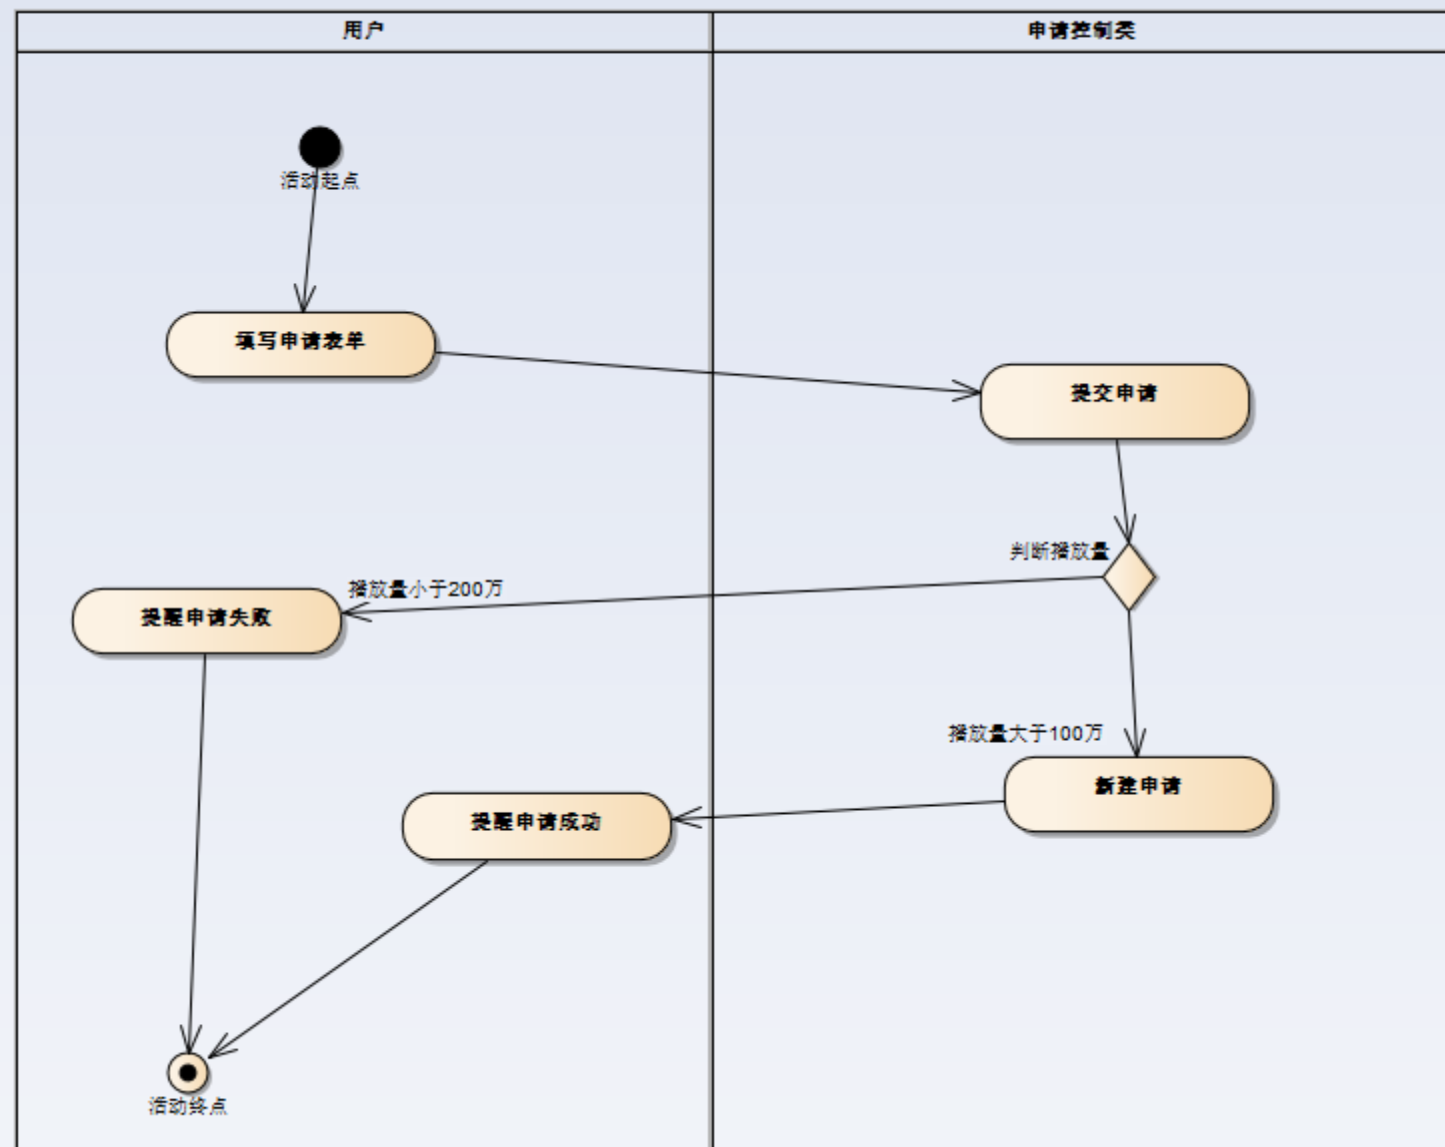 用户
申请控制类
活动起点
填写申请表单
提交申请
判断播放量
播放量小于200万
提醒申请失败
播放量大于100万
新建申请
提醒申请成功
活动终点